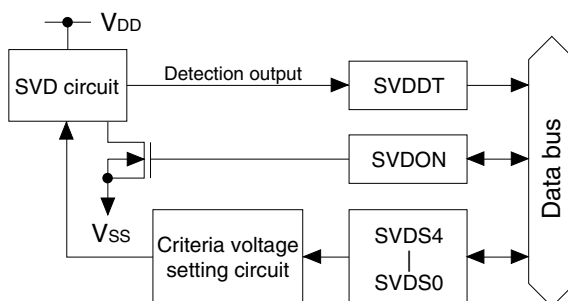 VDD
SVD circuit
Detection output
SVDDT
SVDON
VSS
Criteria voltage
setting circuit
SVDS4
SVDS0
Data bus